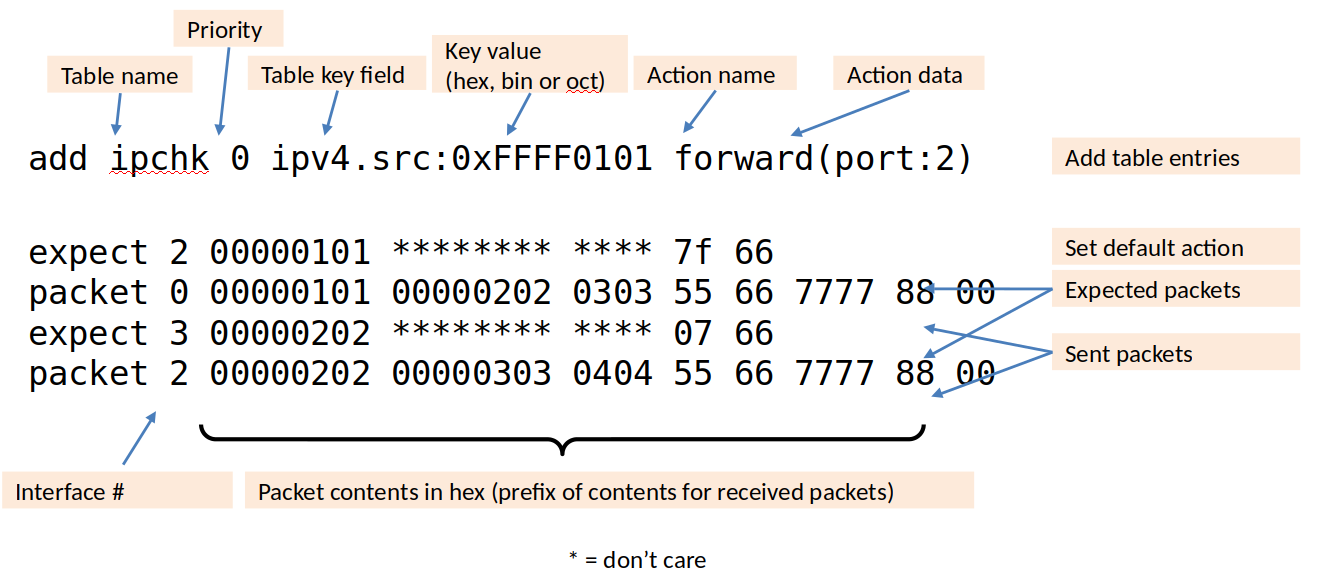 Priority
Table name
Table key field
Key value
(hex, bin or oct)
Action name
Action data
add ipchk 0 ipv4.src:0xFFFF0101 forward(port:2)
Add table entries
expect 2 00000101 ******** **** 7f 66
Set default action
packet 0 00000101 00000202 0303 55 66 7777 88 00
Expected packets
expect 3 00000202 ******** **** 07 66
Sent packets
packet 2 00000202 00000303 0404 55 66 7777 88 00
Interface #
Packet contents in hex (prefix of contents for received packets)
* = don’t care